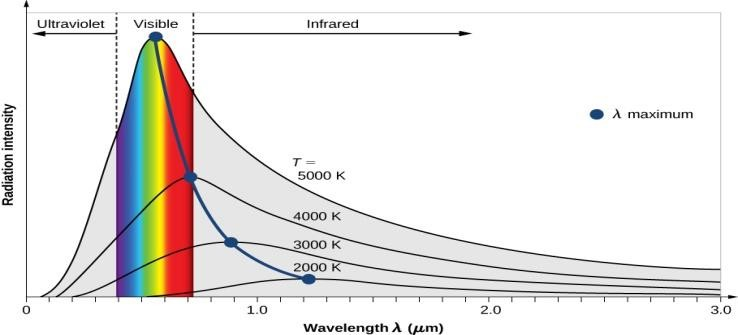 Ultraviolet Visible Infrared
λ maximum
T =
5000 K
4000 K
3000 K
2000 K
Radiation intensity
0 1.0 2.0 3.0
Wavelength λ (μm)